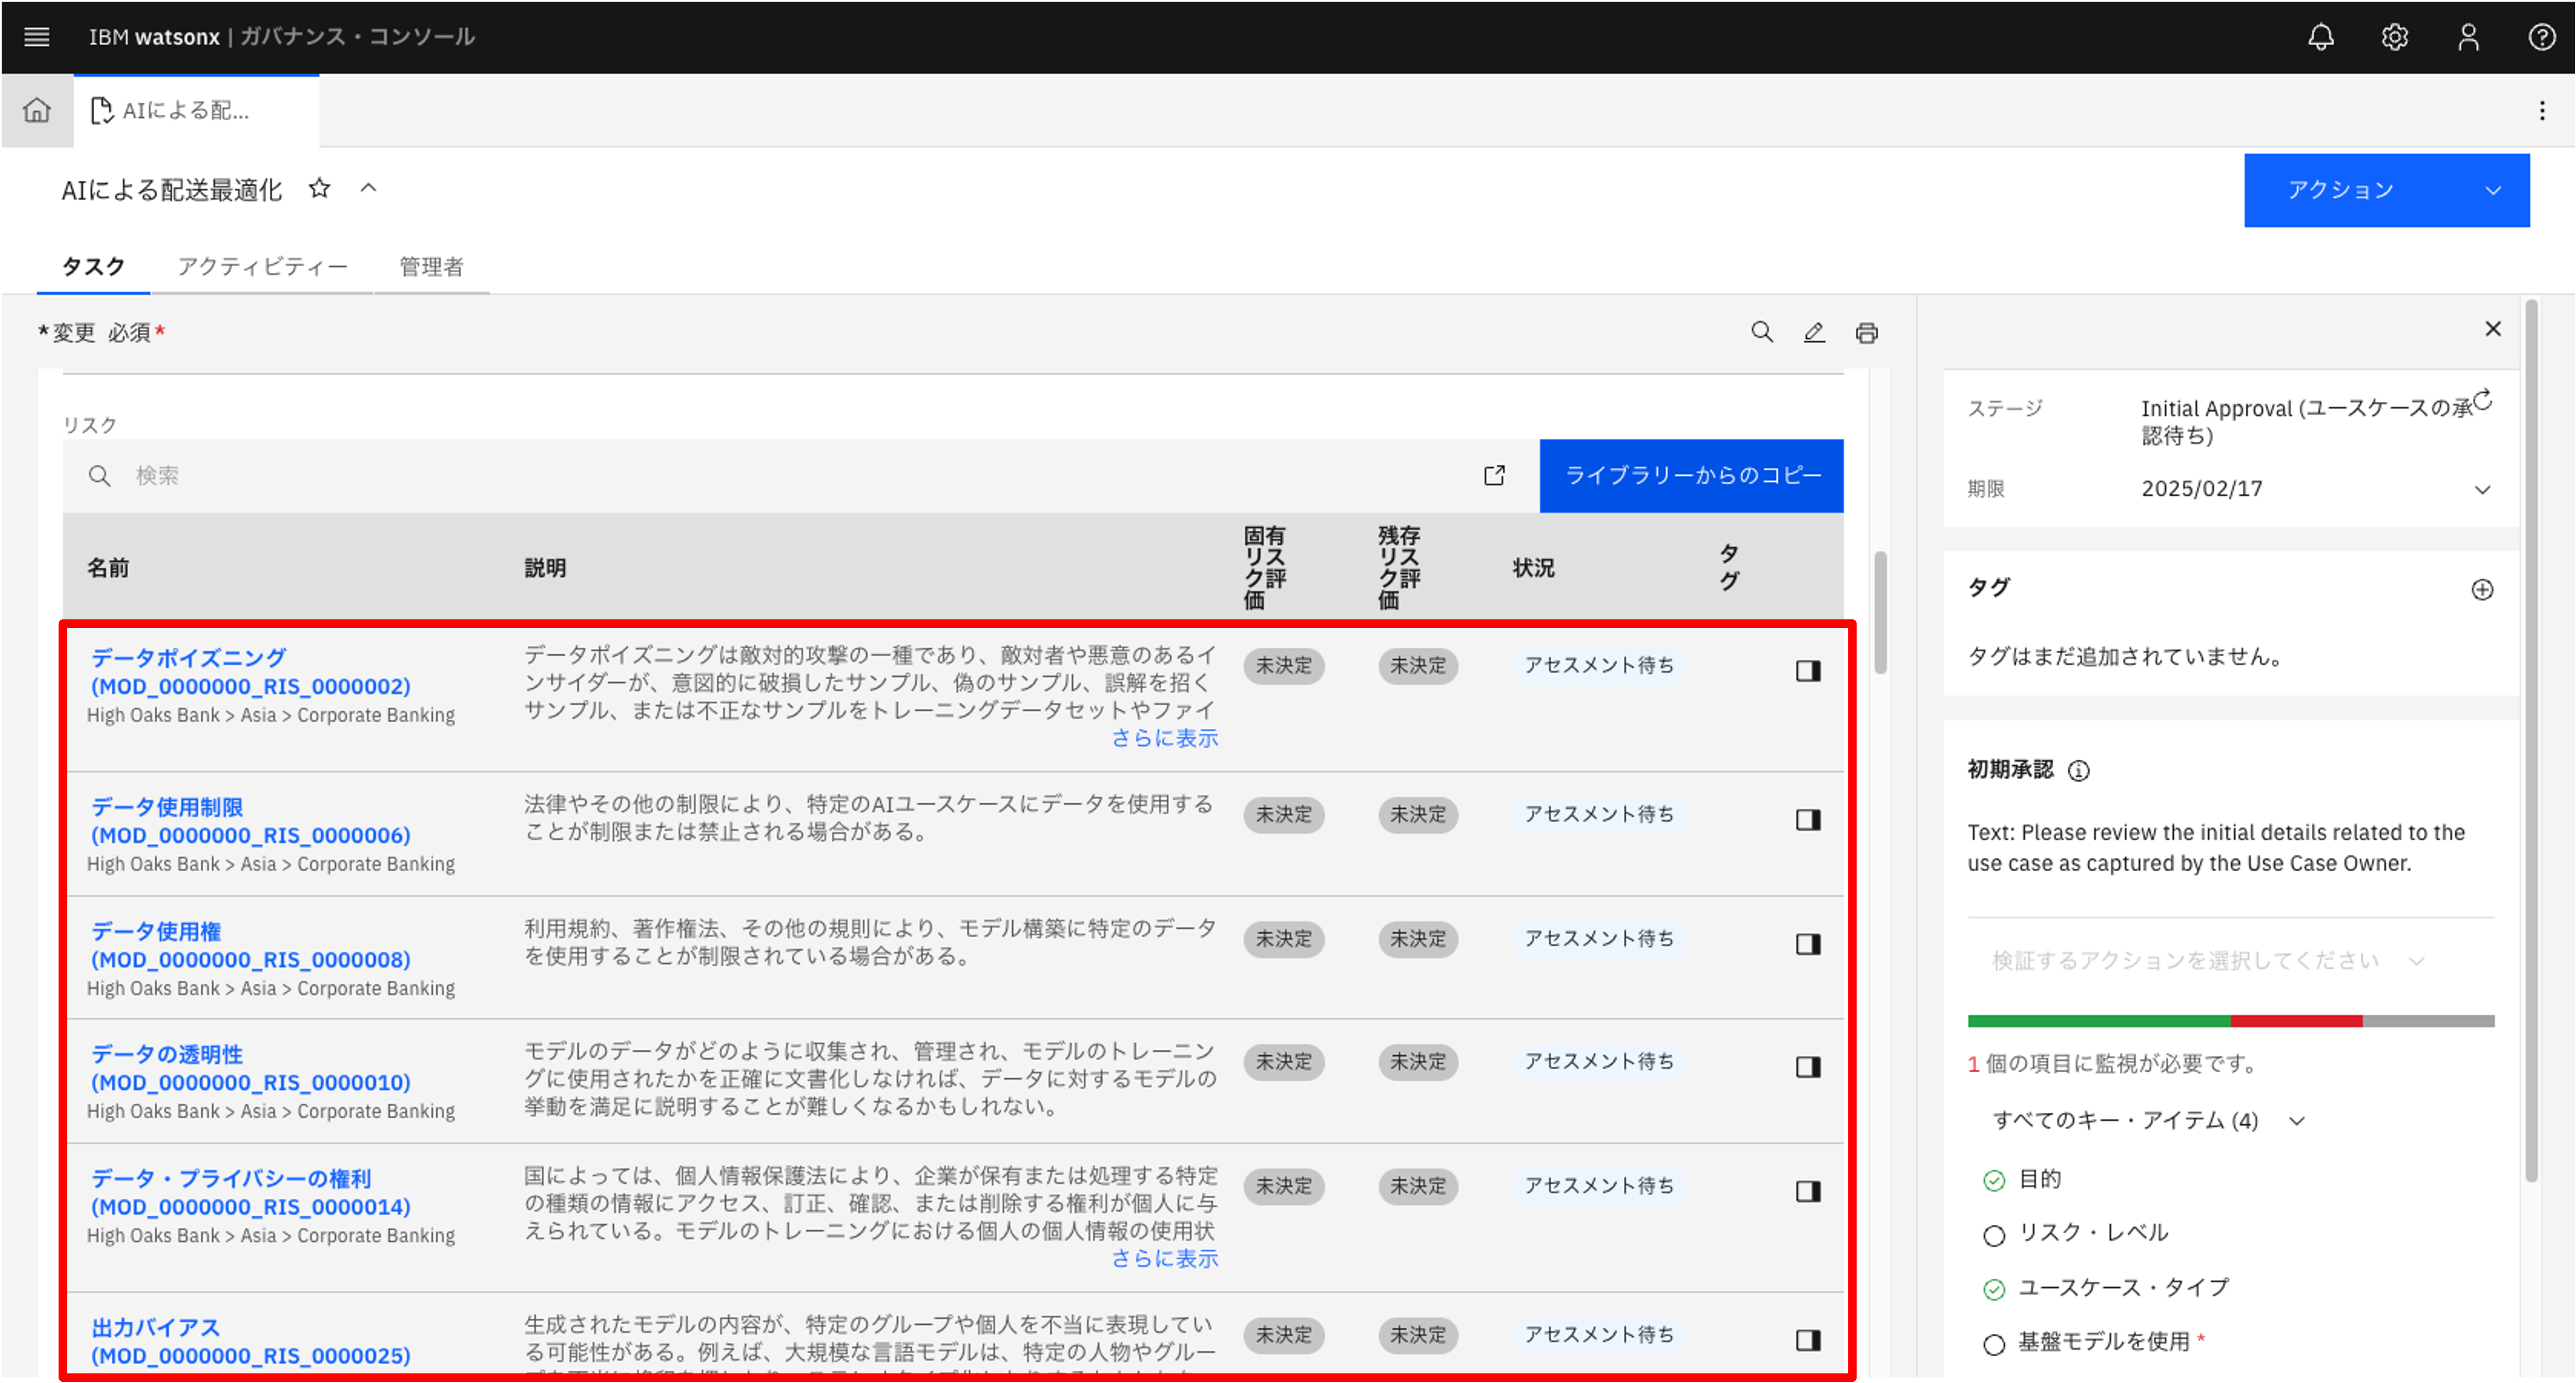 IBM watsonx | ガバナンス・コンソール
AIによる配...
AIによる配送最適化
アクション
タスク アクティビティー 管理者
*変更 必須*
リスク
検索
ライブラリーからのコピー
名前 説明 固有リスク評価 残存リスク評価 状況 タグ
データポイズニング
(MOD_0000000_RIS_0000002)
High Oaks Bank > Asia > Corporate Banking
データポイズニングは敵対的攻撃の一種であり、敵対者や悪意のあるイ
ンサイダーが、意図的に破損したサンプル、偽のサンプル、誤解を招く
サンプル、または不正なサンプルをトレーニングデータセットやファイ
さらに表示
未決定 未決定 アセスメント待ち
データ使用制限
(MOD_0000000_RIS_0000006)
High Oaks Bank > Asia > Corporate Banking
法律やその他の制限により、特定のAIユースケースにデータを使用する
ことが制限または禁止される場合がある。
未決定 未決定 アセスメント待ち
データ使用権
(MOD_0000000_RIS_0000008)
High Oaks Bank > Asia > Corporate Banking
利用規約、著作権法、その他の規則により、モデル構築に特定のデータ
を使用することが制限されている場合がある。
未決定 未決定 アセスメント待ち
データの透明性
(MOD_0000000_RIS_0000010)
High Oaks Bank > Asia > Corporate Banking
モデルのデータがどのように収集され、管理され、モデルのトレーニン
グに使用されたかを正確に文書化しなければ、データに対するモデルの
挙動を満足に説明することが難しくなるかもしれない。
未決定 未決定 アセスメント待ち
データ・プライバシーの権利
(MOD_0000000_RIS_0000014)
High Oaks Bank > Asia > Corporate Banking
国によっては、個人情報保護法により、企業が保有または処理する特定
の種類の情報にアクセス、訂正、確認、または削除する権利が個人に与
えられている。モデルのトレーニングにおける個人の個人情報の使用状
さらに表示
未決定 未決定 アセスメント待ち
出力バイアス
(MOD_0000000_RIS_0000025)
生成されたモデルの内容が、特定のグループや個人を不当に表現してい
る可能性がある。例えば、大規模な言語モデルは、特定の人物やグルー
未決定 未決定 アセスメント待ち
ステージ Initial Approval (ユースケースの承
認待ち)
期限 2025/02/17
タグ
タグはまだ追加されていません。
初期承認
Text: Please review the initial details related to the
use case as captured by the Use Case Owner.
検証するアクションを選択してください
1 個の項目に監視が必要です。
すべてのキー・アイテム (4)
目的
リスク・レベル
ユースケース・タイプ
基盤モデルを使用 *